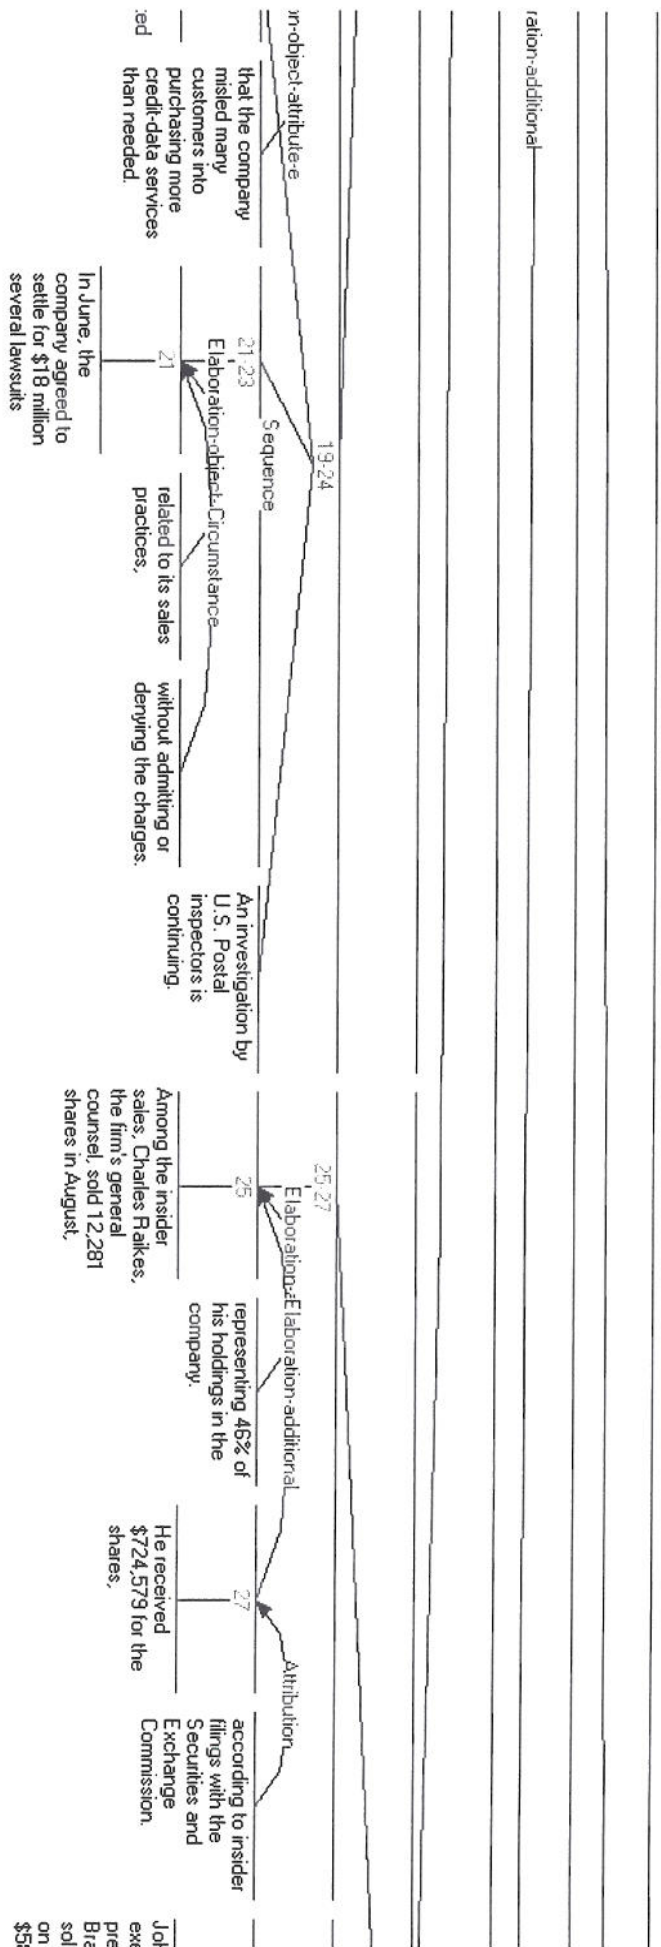 ration-additional
n-object-attribute-e
19-24
Sequence
that the company
misled many
customers into
purchasing more
credit-data services
than needed.
21-23
Elaboration-object-Circumstance
21
In June, the
company agreed to
settle for $18 million
several lawsuits
related to its sales
practices,
without admitting or
denying the charges.
An investigation by
U.S. Postal
inspectors is
continuing.
25-27
Elaboration-Elaboration-additional
25
Among the insider
sales, Charles Raikes,
the firm's general
counsel, sold 12,281
shares in August,
representing 46% of
his holdings in the
company.
27
He received
$724,579 for the
shares,
Attribution
according to insider
filings with the
Securities and
Exchange
Commission.
on